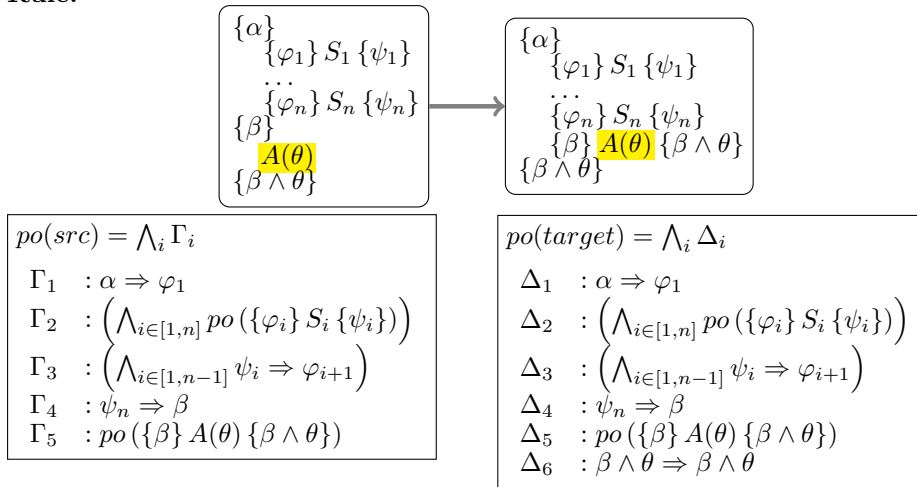 Rule:
{α}
{φ₁} S₁ {ψ₁}
...
{φₙ} Sₙ {ψₙ}
{β}
A(θ)
{β ∧ θ}
{α}
{φ₁} S₁ {ψ₁}
...
{φₙ} Sₙ {ψₙ}
{β} A(θ) {β ∧ θ}
{β ∧ θ}
po(src) = ⋀ᵢ Γᵢ
Γ₁ : α ⇒ φ₁
Γ₂ : (⋀_{i∈[1,n]} po ({φᵢ} Sᵢ {ψᵢ}))
Γ₃ : (⋀_{i∈[1,n−1]} ψᵢ ⇒ φᵢ₊₁)
Γ₄ : ψₙ ⇒ β
Γ₅ : po ({β} A(θ) {β ∧ θ})
po(target) = ⋀ᵢ Δᵢ
Δ₁ : α ⇒ φ₁
Δ₂ : (⋀_{i∈[1,n]} po ({φᵢ} Sᵢ {ψᵢ}))
Δ₃ : (⋀_{i∈[1,n−1]} ψᵢ ⇒ φᵢ₊₁)
Δ₄ : ψₙ ⇒ β
Δ₅ : po ({β} A(θ) {β ∧ θ})
Δ₆ : β ∧ θ ⇒ β ∧ θ